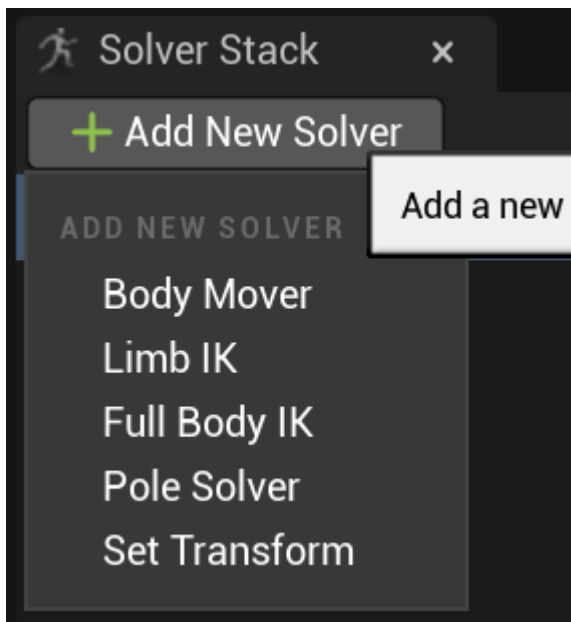 Solver Stack
Add New Solver
Add a new
ADD NEW SOLVER
Body Mover
Limb IK
Full Body IK
Pole Solver
Set Transform